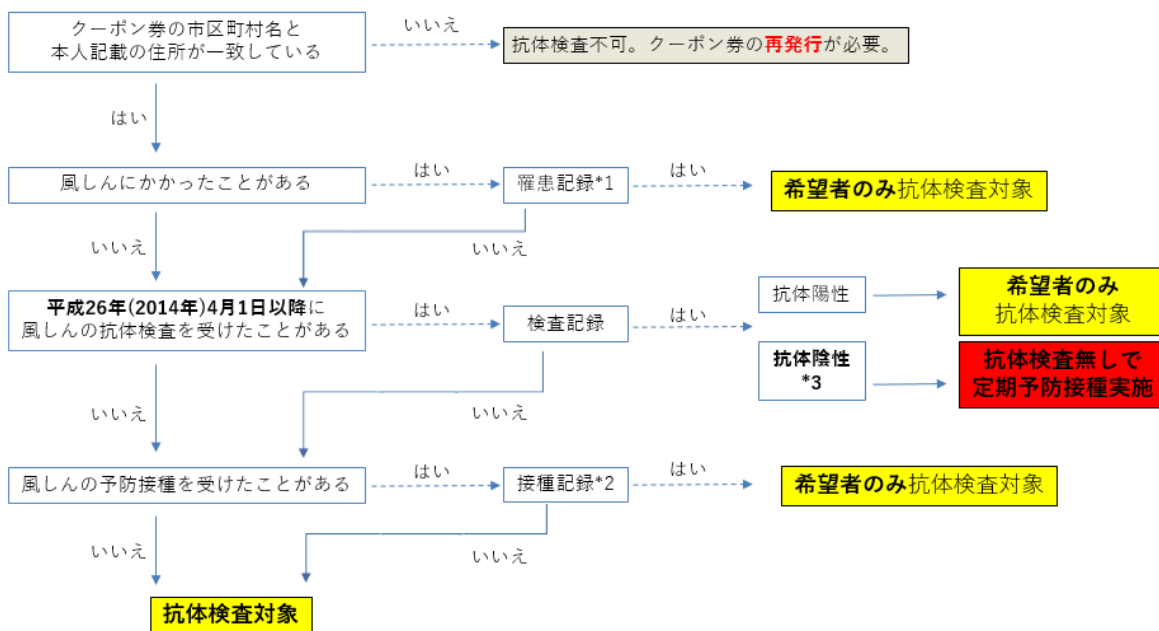 クーポン券の市区町村名と
本人記載の住所が一致している
いいえ
抗体検査不可。クーポン券の再発行が必要。
はい
風しんにかかったことがある
はい
罹患記録*1
はい
希望者のみ抗体検査対象
いいえ
いいえ
平成26年(2014年)4月1日以降に
風しんの抗体検査を受けたことがある
はい
検査記録
はい
抗体陽性
希望者のみ
抗体検査対象
抗体陰性
*3
抗体検査無しで
定期予防接種実施
いいえ
いいえ
風しんの予防接種を受けたことがある
はい
接種記録*2
はい
希望者のみ抗体検査対象
いいえ
いいえ
抗体検査対象